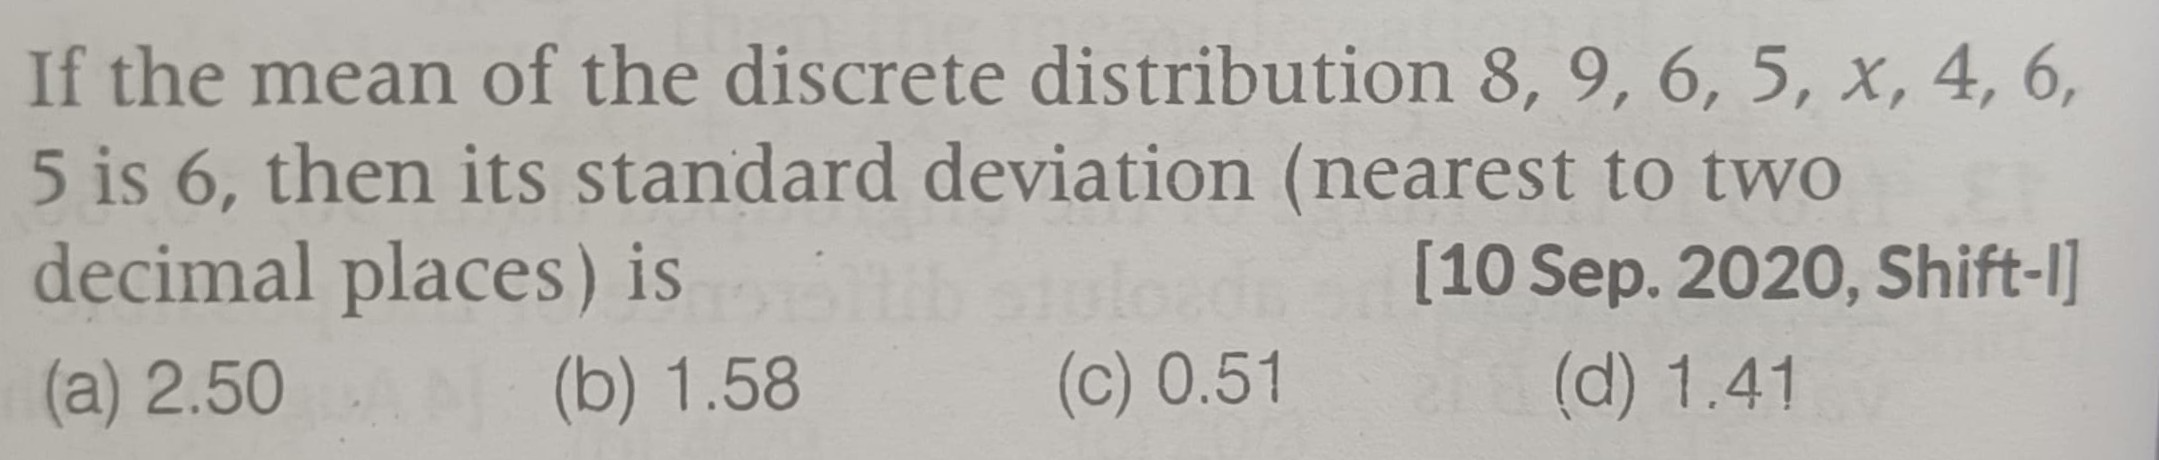 If the mean of the discrete distribution 8, 9, 6, 5, x, 4, 6,
5 is 6, then its standard deviation (nearest to two
decimal places) is [10 Sep. 2020, Shift-I]
(a) 2.50 (b) 1.58 (c) 0.51 (d) 1.41